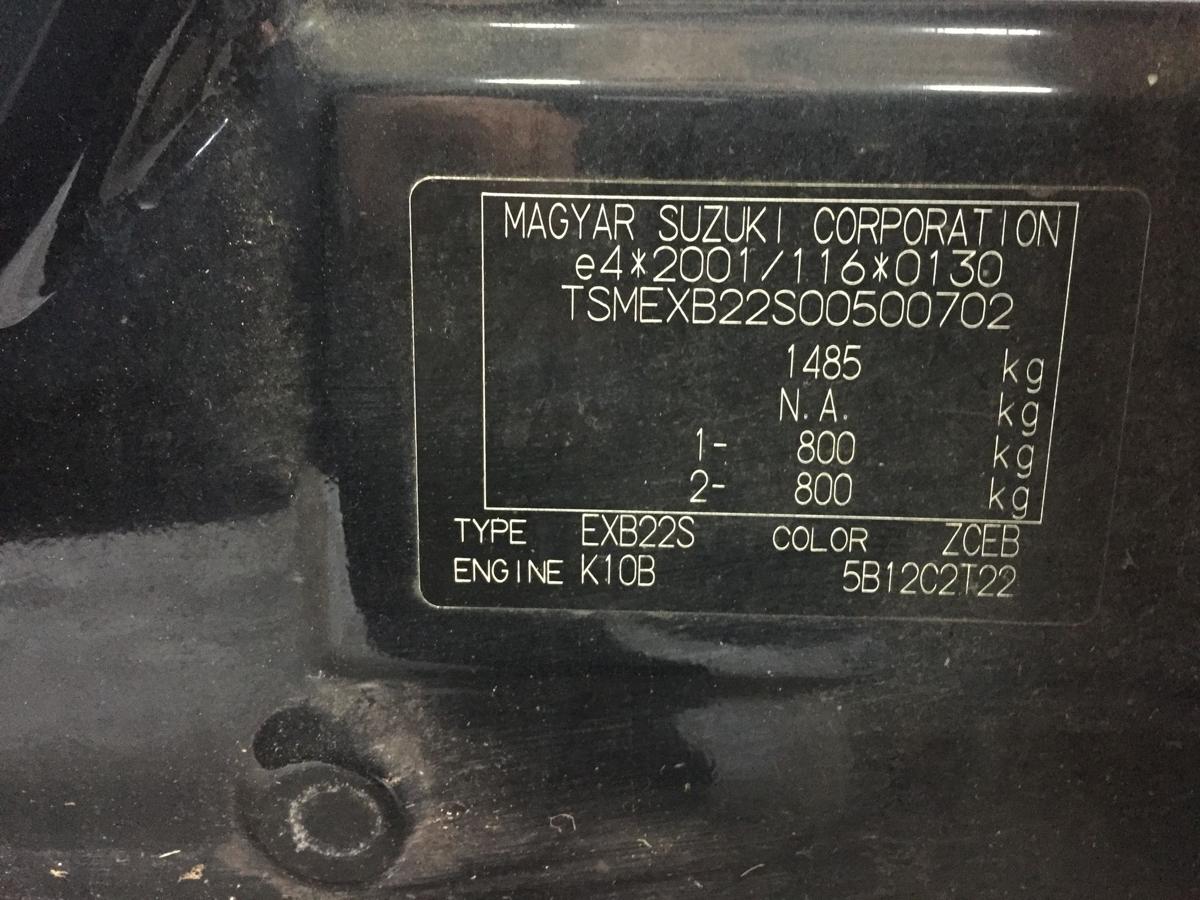 MAGYAR SUZUKI CORPORATION
e4*2001/116*0130
TSMEXB22S00500702
1485 kg
N.A. kg
1- 800 kg
2- 800 kg
TYPE EXB22S COLOR ZCEB
ENGINE K10B 5B12C2T22